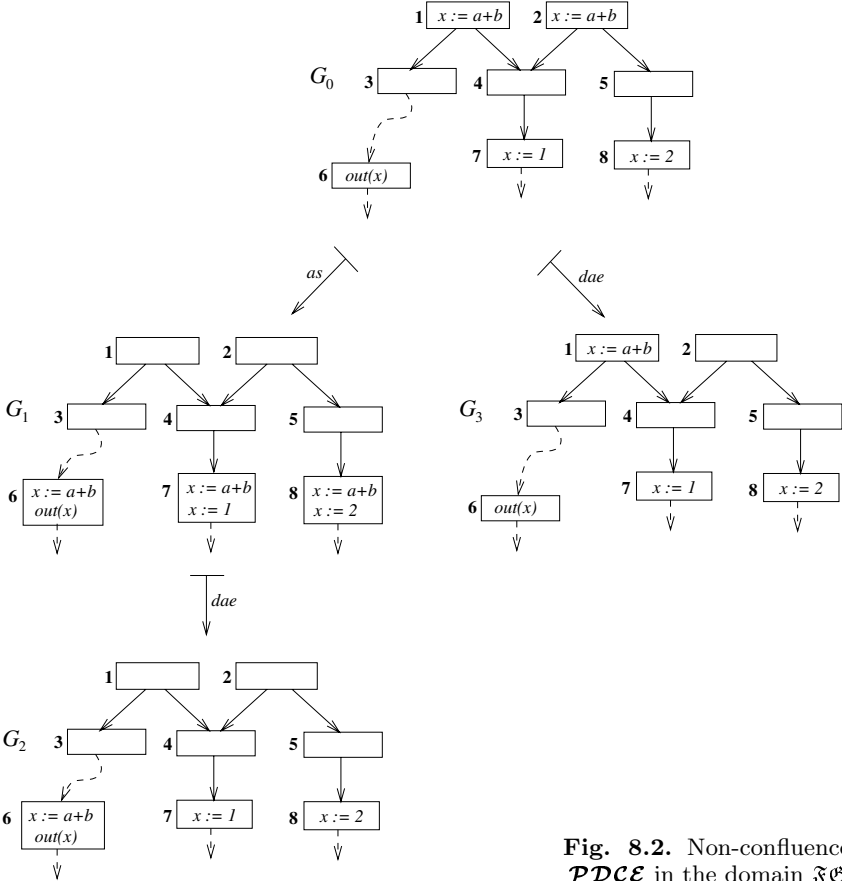 1 x := a+b 2 x := a+b
G0 3 4 5
7 x := 1 8 x := 2
6 out(x)
as dae
1 2
1 x := a+b 2
G1 3 4 5
G3 3 4 5
6 x := a+b
out(x)
7 x := a+b
x := 1
8 x := a+b
x := 2
7 x := 1 8 x := 2
6 out(x)
dae
1 2
G2 3 4 5
6 x := a+b
out(x)
7 x := 1 8 x := 2
Fig. 8.2. Non-confluence
PDCE in the domain